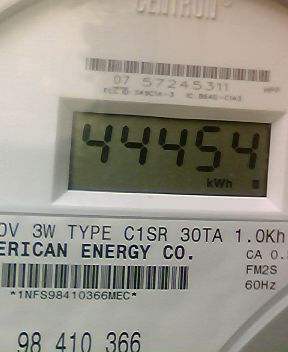 CENTRON
07 57245311
44454
kWh
0V 3W TYPE C1SR 30TA 1.0Kh
ERICAN ENERGY CO.
CA 0.
FM2S
*1NFS98410366MEC*
60Hz
98 410 366